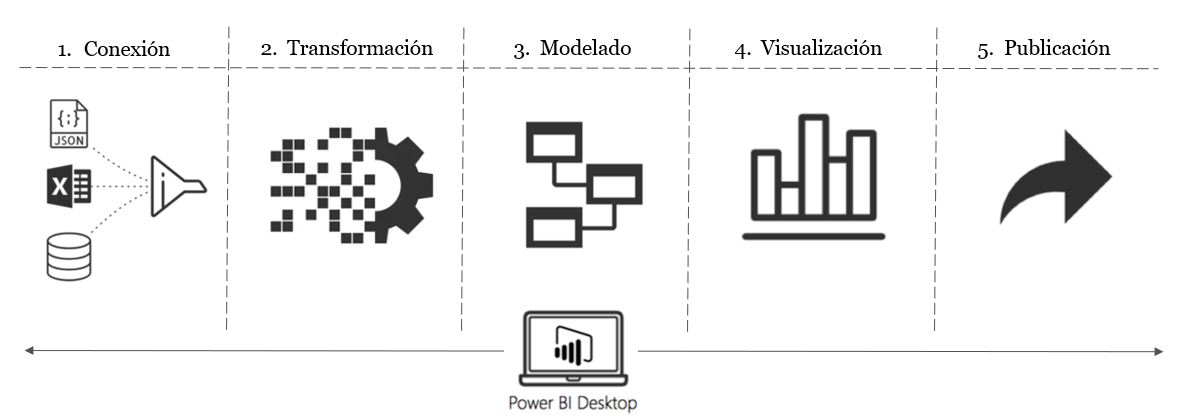 1. Conexión
2. Transformación
3. Modelado
4. Visualización
5. Publicación
{;}
JSON
X
Power BI Desktop